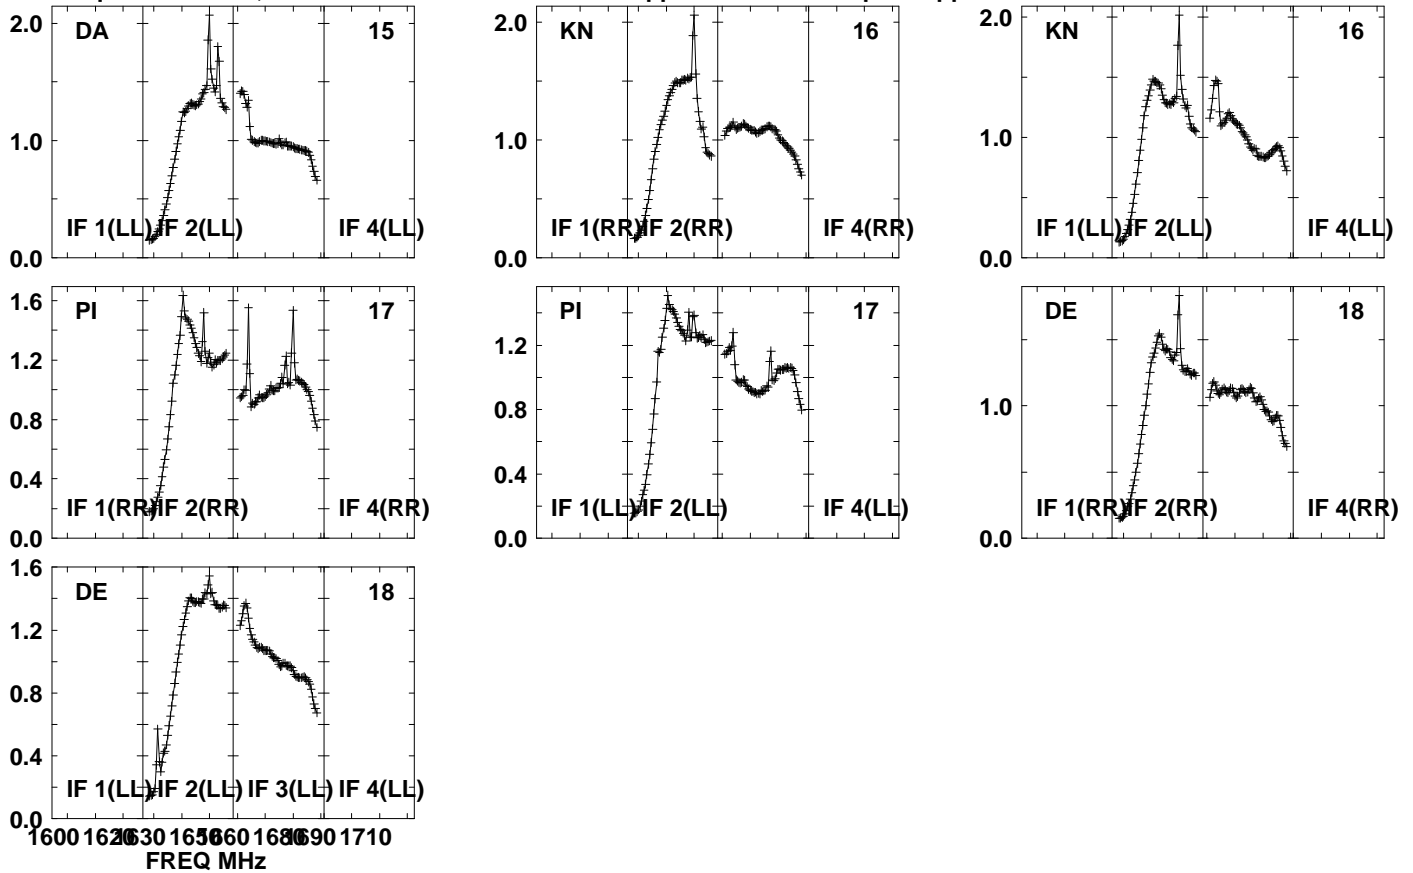 DA 15 KN 16 KN 16
2.0 2.0 2.0
1.0 1.0 1.0
IF 1(LL) IF 2(LL) IF 4(LL) IF 1(RR) IF 2(RR) IF 4(RR) IF 1(LL) IF 2(LL) IF 4(LL)
0.0 0.0 0.0
PI 17 PI 17 DE 18
1.6
1.2 1.2
1.0
0.8 0.8
0.4 0.4
IF 1(RR) IF 2(RR) IF 4(RR) IF 1(LL) IF 2(LL) IF 4(LL) IF 1(RR) IF 2(RR) IF 4(RR)
0.0 0.0 0.0
1.6
DE 18
1.2
0.8
0.4
IF 1(LL) IF 2(LL) IF 3(LL) IF 4(LL)
0.0
1600 1620 1630 1650 1660 1680 1690 1710
FREQ MHz